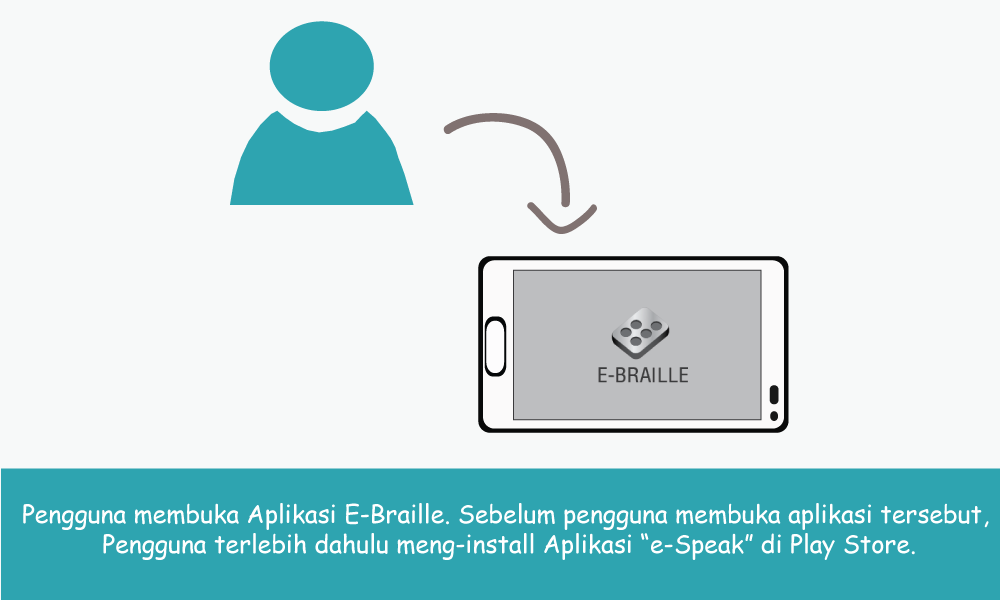 E-BRAILLE
Pengguna membuka Aplikasi E-Braille. Sebelum pengguna membuka aplikasi tersebut,
Pengguna terlebih dahulu meng-install Aplikasi “e-Speak” di Play Store.